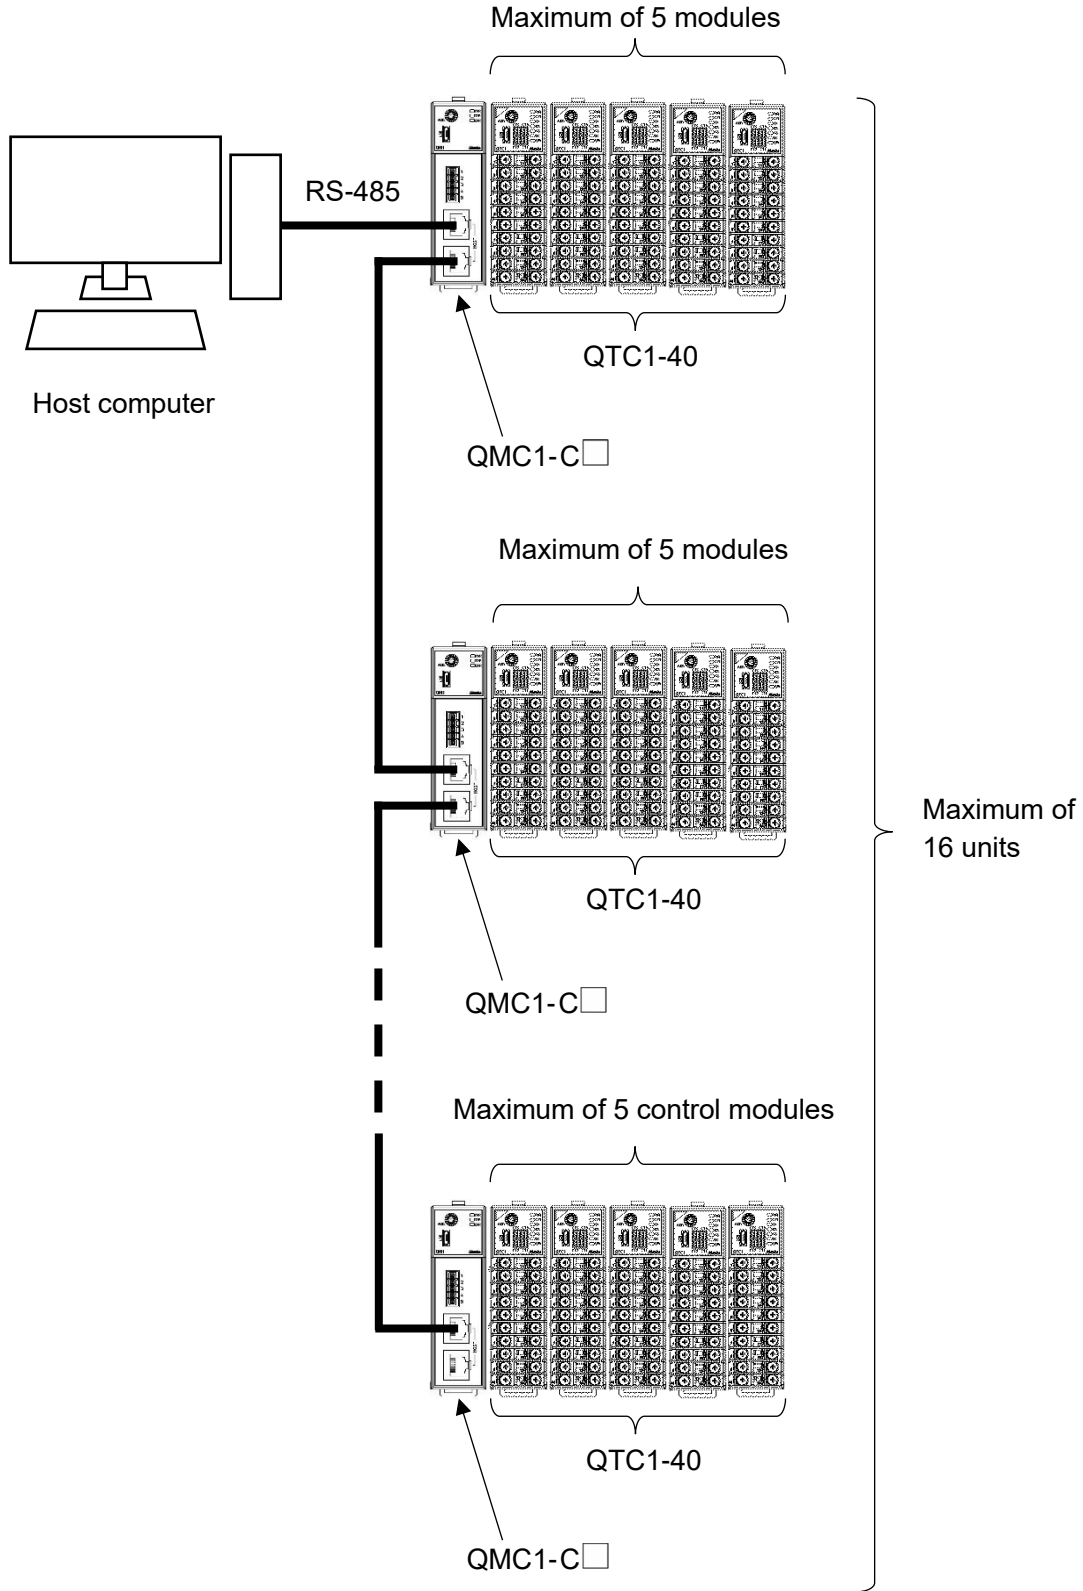 Maximum of 5 modules
RS-485
QTC1-40
Host computer
QMC1-C□
Maximum of 5 modules
Maximum of
16 units
QTC1-40
QMC1-C□
Maximum of 5 control modules
QTC1-40
QMC1-C□